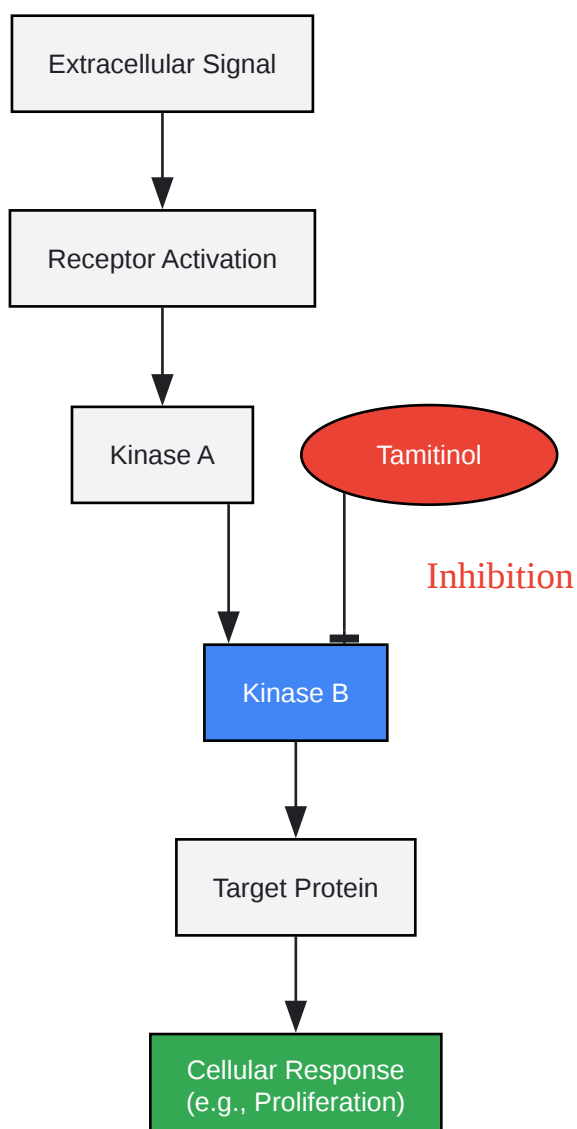 Extracellular Signal
Receptor Activation
Kinase A
Tamitinol
Inhibition
Kinase B
Target Protein
Cellular Response
(e.g., Proliferation)